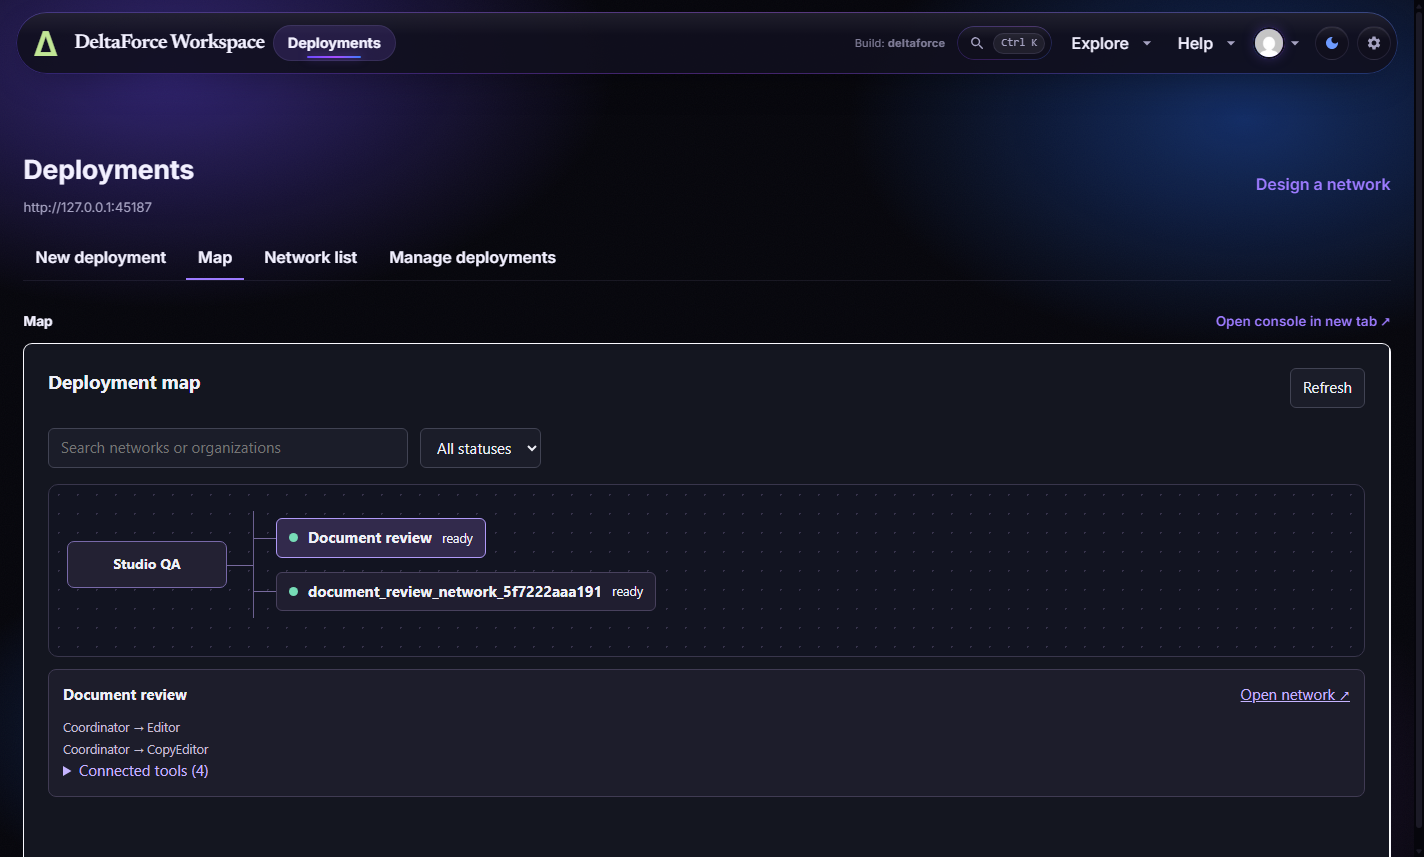 DeltaForce Workspace
Deployments
Build: deltaforce
Ctrl K
Explore
Help
Deployments
Design a network
http://127.0.0.1:45187
New deployment
Map
Network list
Manage deployments
Map
Open console in new tab ↗
Deployment map
Refresh
Search networks or organizations
All statuses
Studio QA
Document review ready
document_review_network_5f7222aaa191 ready
Document review
Open network ↗
Coordinator → Editor
Coordinator → CopyEditor
Connected tools (4)